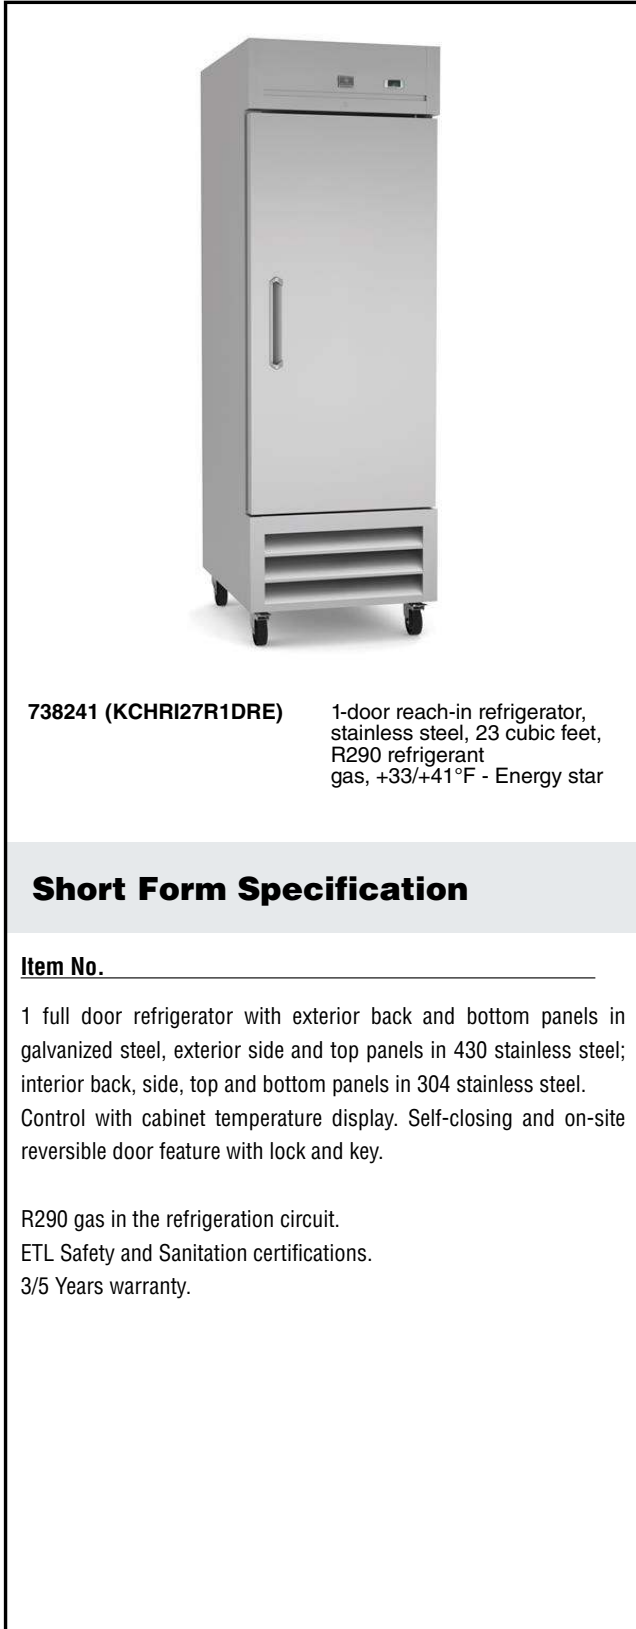 738241 (KCHRI27R1DRE)
1-door reach-in refrigerator,
stainless steel, 23 cubic feet,
R290 refrigerant
gas, +33/+41°F - Energy star
Short Form Specification
Item No.
1 full door refrigerator with exterior back and bottom panels in
galvanized steel, exterior side and top panels in 430 stainless steel;
interior back, side, top and bottom panels in 304 stainless steel.
Control with cabinet temperature display. Self-closing and on-site
reversible door feature with lock and key.
R290 gas in the refrigeration circuit.
ETL Safety and Sanitation certifications.
3/5 Years warranty.